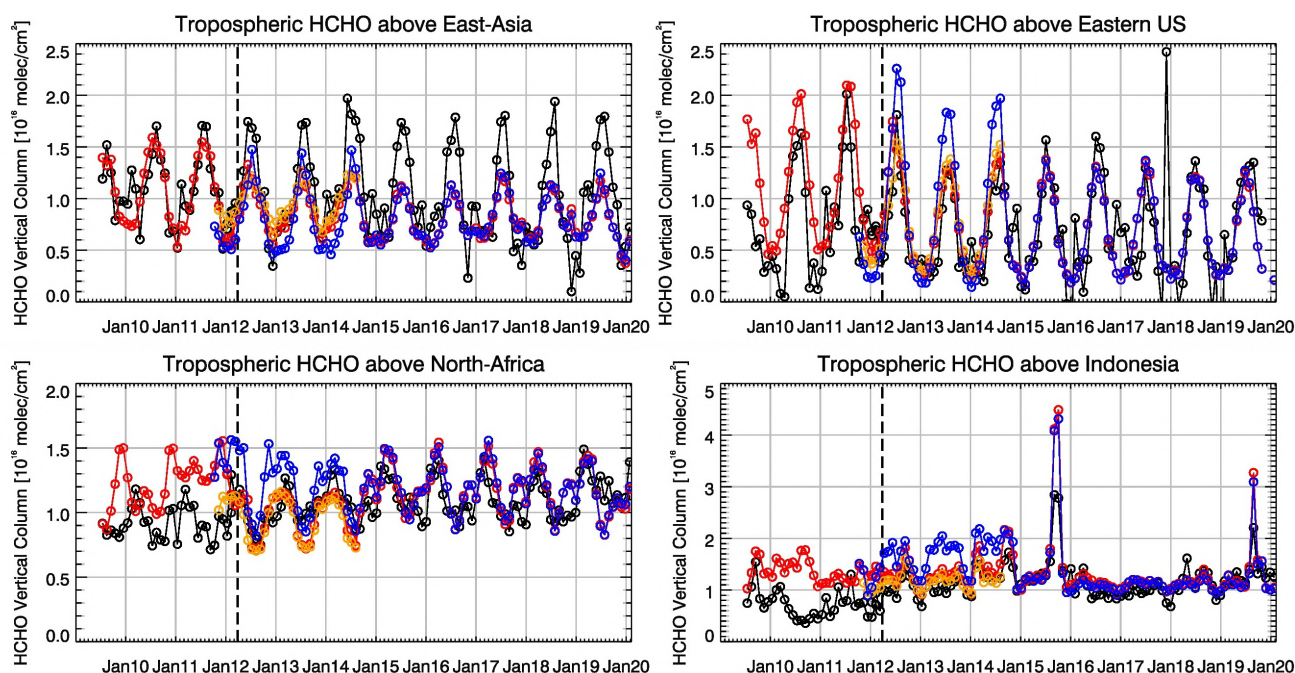 Tropospheric HCHO above East-Asia
HCHO Vertical Column [10¹⁶ molec/cm²]
2.5
2.0
1.5
1.0
0.5
0.0
Jan10 Jan11 Jan12 Jan13 Jan14 Jan15 Jan16 Jan17 Jan18 Jan19 Jan20
Tropospheric HCHO above Eastern US
HCHO Vertical Column [10¹⁶ molec/cm²]
2.5
2.0
1.5
1.0
0.5
0.0
Jan10 Jan11 Jan12 Jan13 Jan14 Jan15 Jan16 Jan17 Jan18 Jan19 Jan20
Tropospheric HCHO above North-Africa
HCHO Vertical Column [10¹⁶ molec/cm²]
2.0
1.5
1.0
0.5
0.0
Jan10 Jan11 Jan12 Jan13 Jan14 Jan15 Jan16 Jan17 Jan18 Jan19 Jan20
Tropospheric HCHO above Indonesia
HCHO Vertical Column [10¹⁶ molec/cm²]
5
4
3
2
1
0
Jan10 Jan11 Jan12 Jan13 Jan14 Jan15 Jan16 Jan17 Jan18 Jan19 Jan20